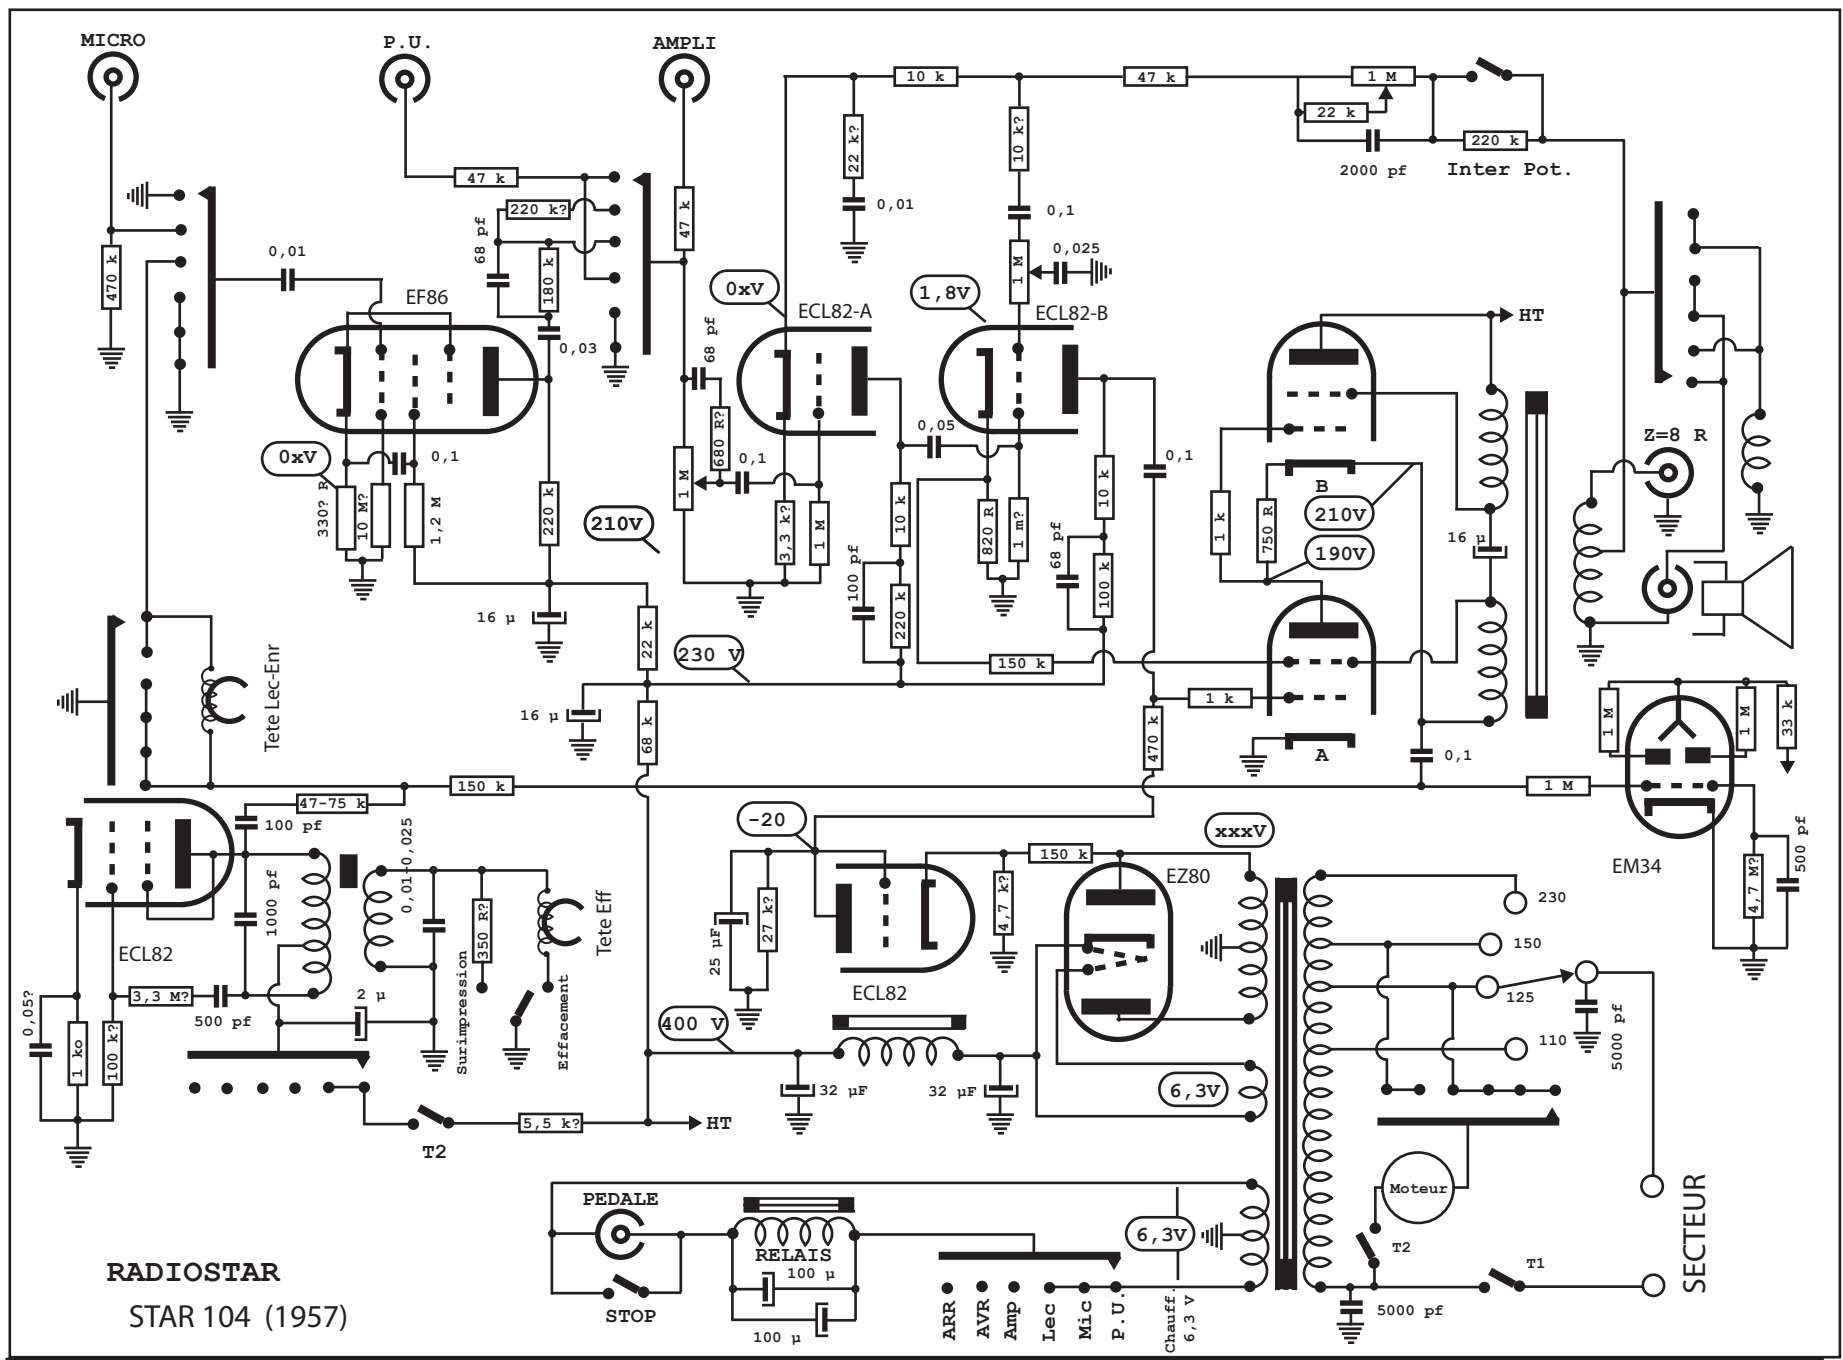 MICRO
P.U.
AMPLI
10 k
47 k
1 M
22 k
2000 pf
220 k
Inter Pot.
47 k
220 k?
68 pf
180 k
0,03
47 k
22 k?
0,01
10 k?
0,1
1 M
0,025
470 k
0,01
EF86
0xV
ECL82-A
1,8V
ECL82-B
HT
68 pf
680 R?
0,05
0,1
Z=8 R
0xV
0,1
330? R
10 M?
1,2 M
220 k
210V
1 M
0,1
3,3 k?
1 M
10 k
100 pf
220 k
820 R
1 m?
68 pf
10 k
100 k
1 k
750 R
B
210V
190V
16 µ
16 µ
22 k
230 V
150 k
1 k
A
Tete Lec-Enr
16 µ
68 k
470 k
0,1
1 M
1 M
33 k
150 k
1 M
47-75 k
100 pf
0,01-0,025
-20
xxxV
150 k
EZ80
EM34
4,7 M?
500 pf
ECL82
1000 pf
350 R?
Surimpression
Tete Eff
Effacement
25 µF
27 k?
4,7 k?
ECL82
230
150
125
110
5000 pf
0,05?
3,3 M?
500 pf
2 µ
1 ko
100 k?
400 V
32 µF
32 µF
6,3V
T2
5,5 k?
HT
Moteur
T2
T1
SECTEUR
PEDALE
STOP
RELAIS
100 µ
100 µ
6,3V
ARR
AVR
Amp
Lec
Mic
P.U.
Chauff.
6,3 V
5000 pf
RADIOSTAR
STAR 104 (1957)